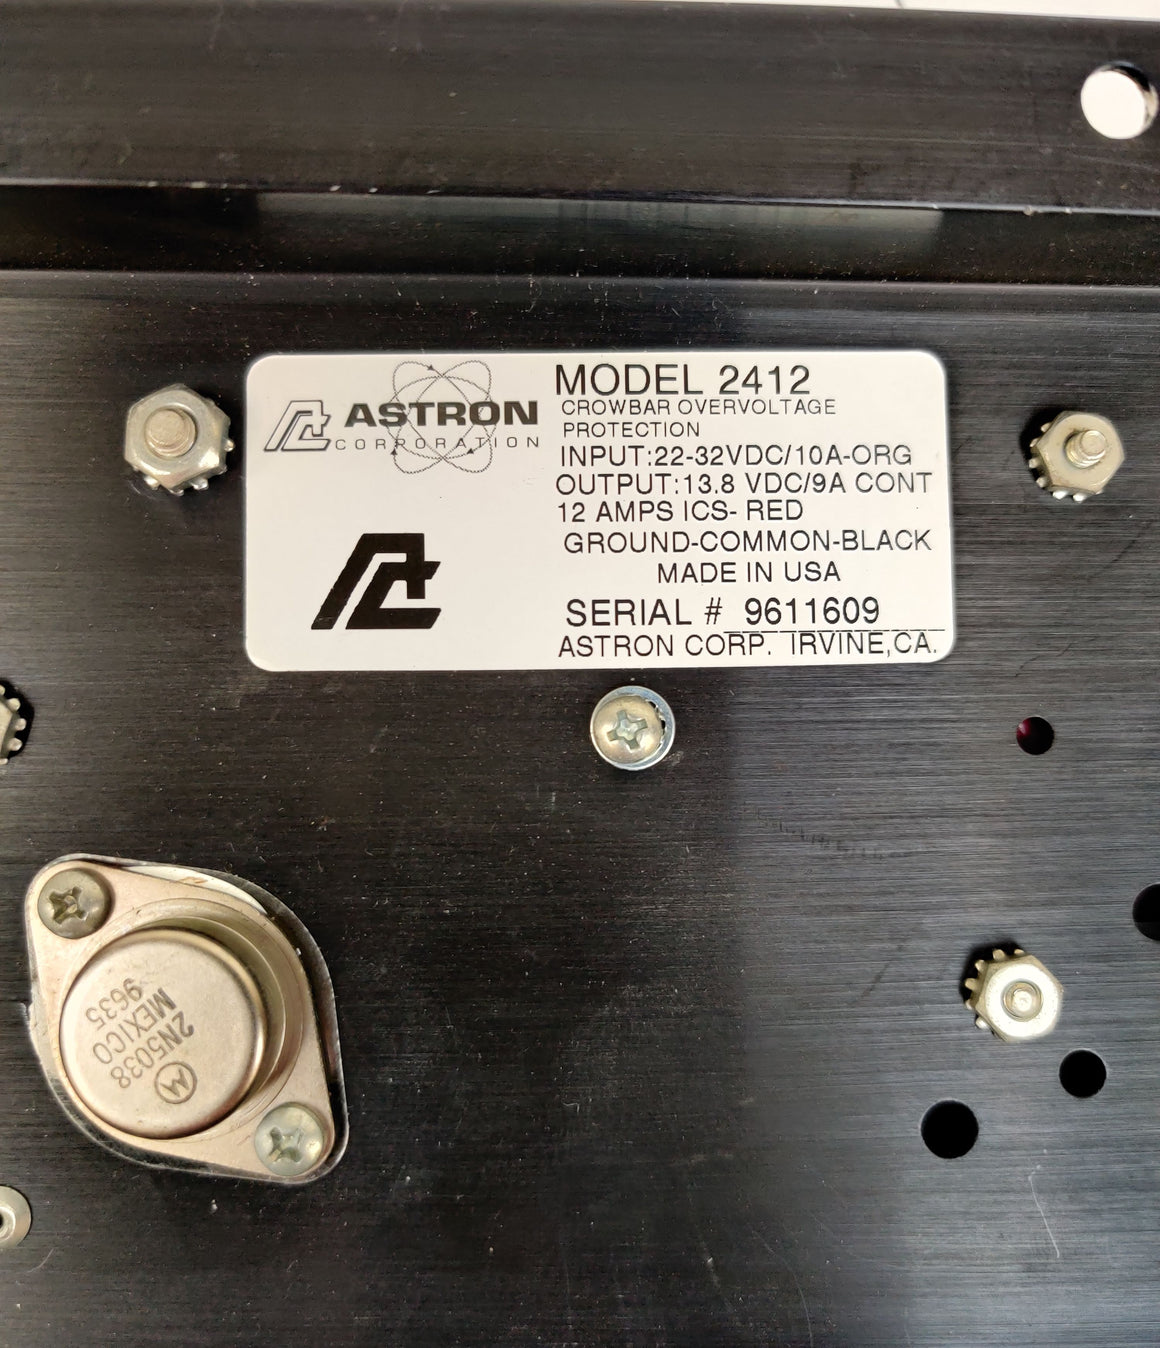 ASTRON
CORPORATION
MODEL 2412
CROWBAR OVERVOLTAGE
PROTECTION
INPUT:22-32VDC/10A-ORG
OUTPUT:13.8 VDC/9A CONT
12 AMPS ICS- RED
GROUND-COMMON-BLACK
MADE IN USA
SERIAL # 9611609
ASTRON CORP. IRVINE,CA.
2N5038
MEXICO
9635